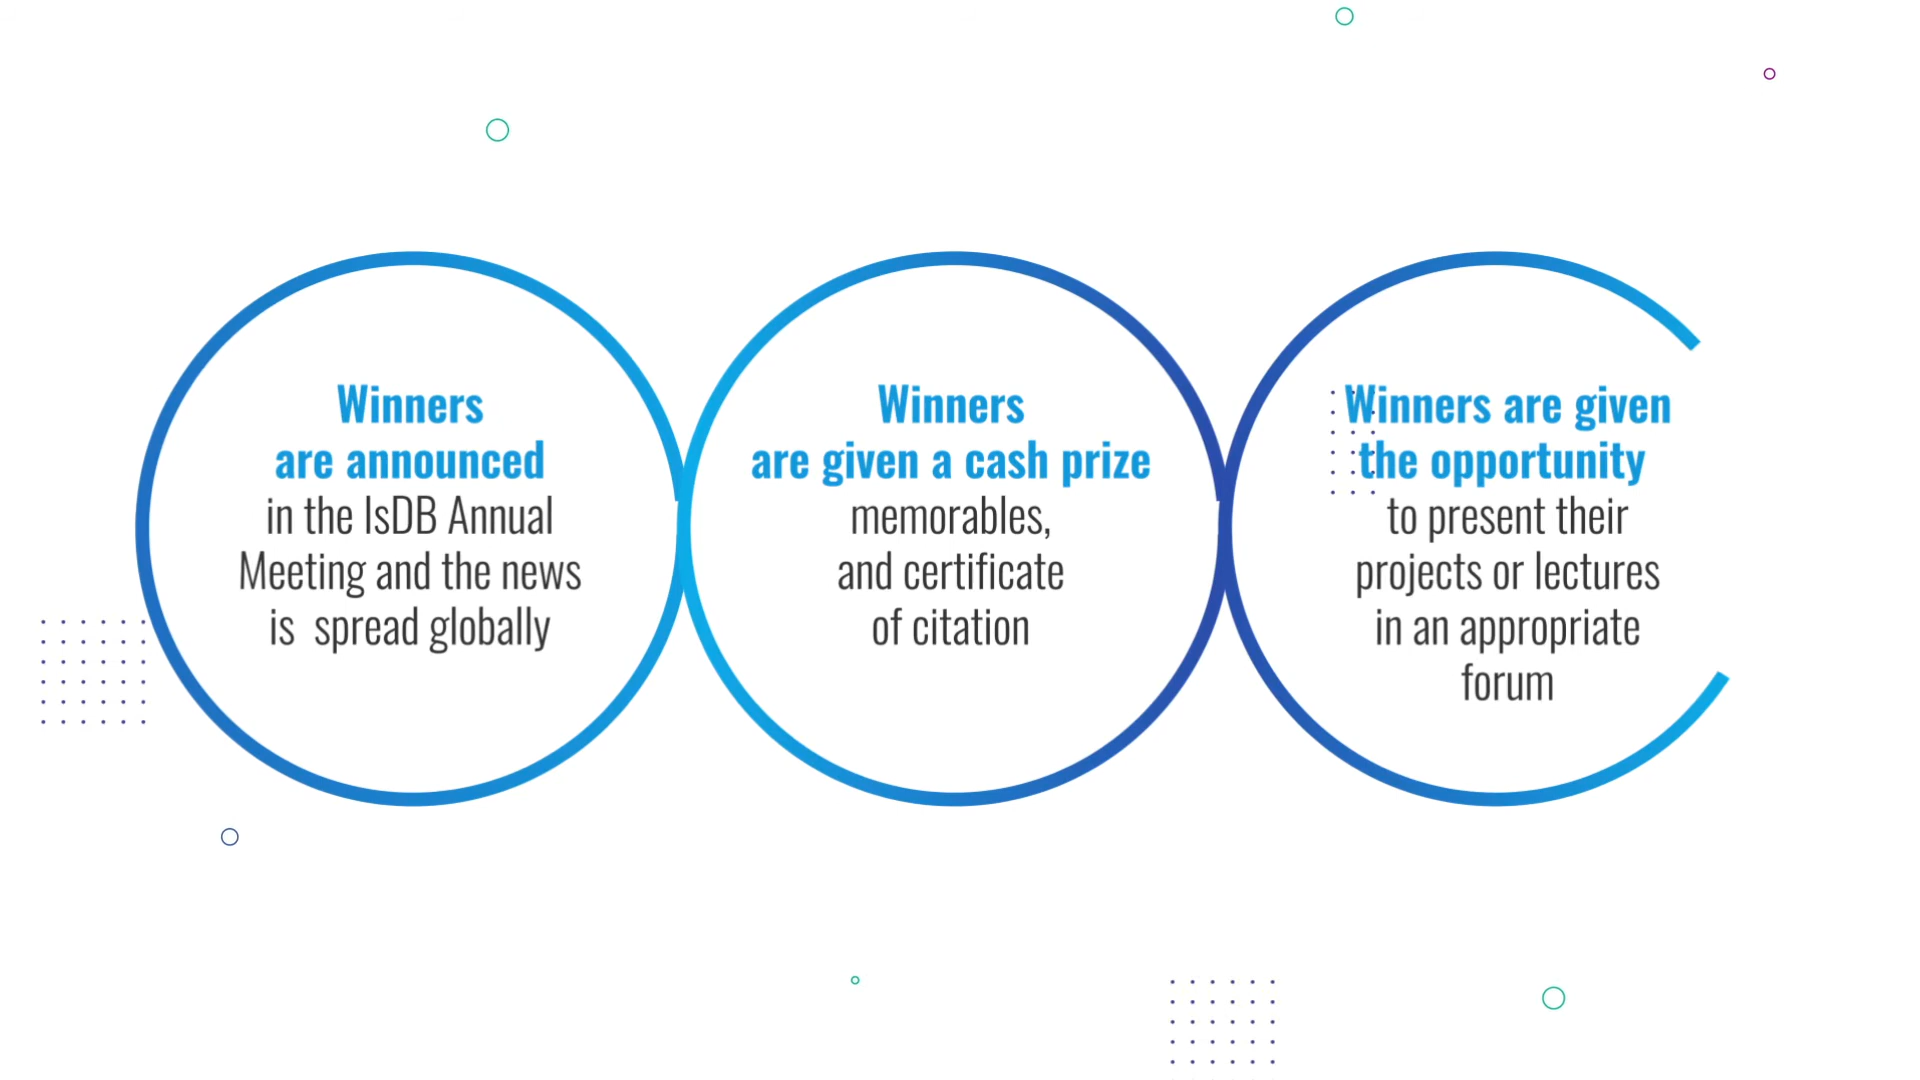 Winners
are announced
in the IsDB Annual
Meeting and the news
is  spread globally
Winners
are given a cash prize
memorables,
and certificate
of citation
Winners are given
the opportunity
to present their
projects or lectures
in an appropriate
forum